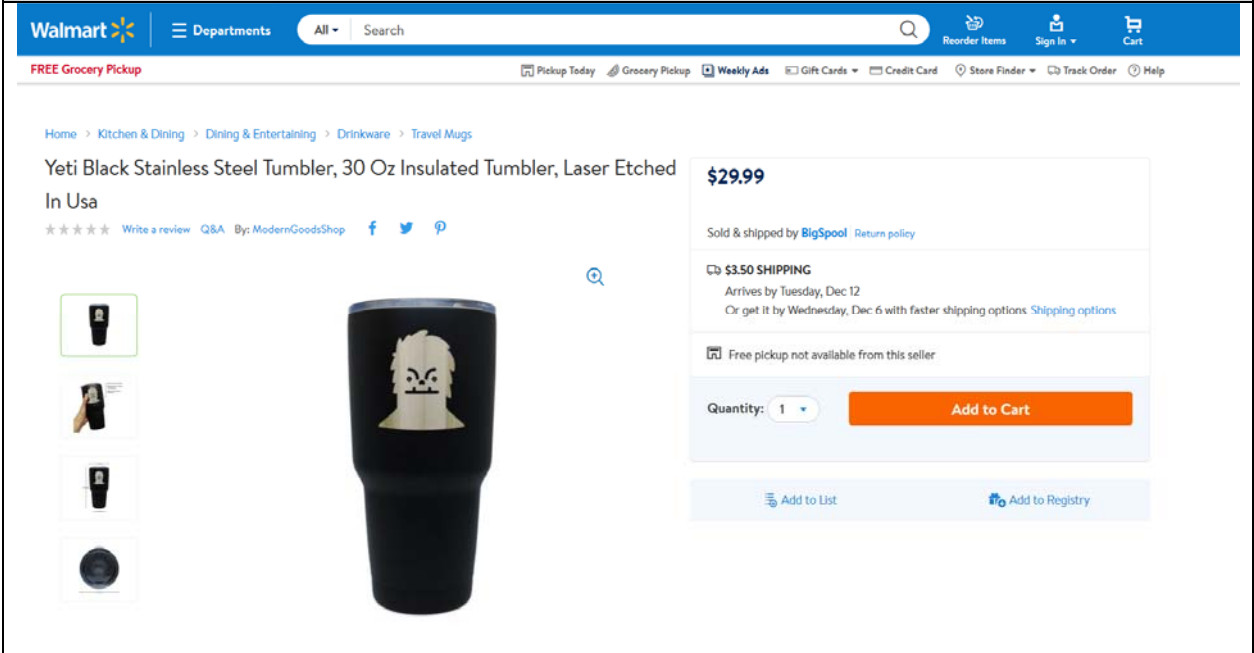 Walmart
Departments
All
Search
Reorder Items
Sign In
Cart
FREE Grocery Pickup
Pickup Today
Grocery Pickup
Weekly Ads
Gift Cards
Credit Card
Store Finder
Track Order
Help
Home > Kitchen & Dining > Dining & Entertaining > Drinkware > Travel Mugs
Yeti Black Stainless Steel Tumbler, 30 Oz Insulated Tumbler, Laser Etched
In Usa
Write a review Q&A By: ModernGoodsShop
$29.99
Sold & shipped by BigSpool Return policy
$3.50 SHIPPING
Arrives by Tuesday, Dec 12
Or get it by Wednesday, Dec 6 with faster shipping options Shipping options
Free pickup not available from this seller
Quantity: 1
Add to Cart
Add to List
Add to Registry